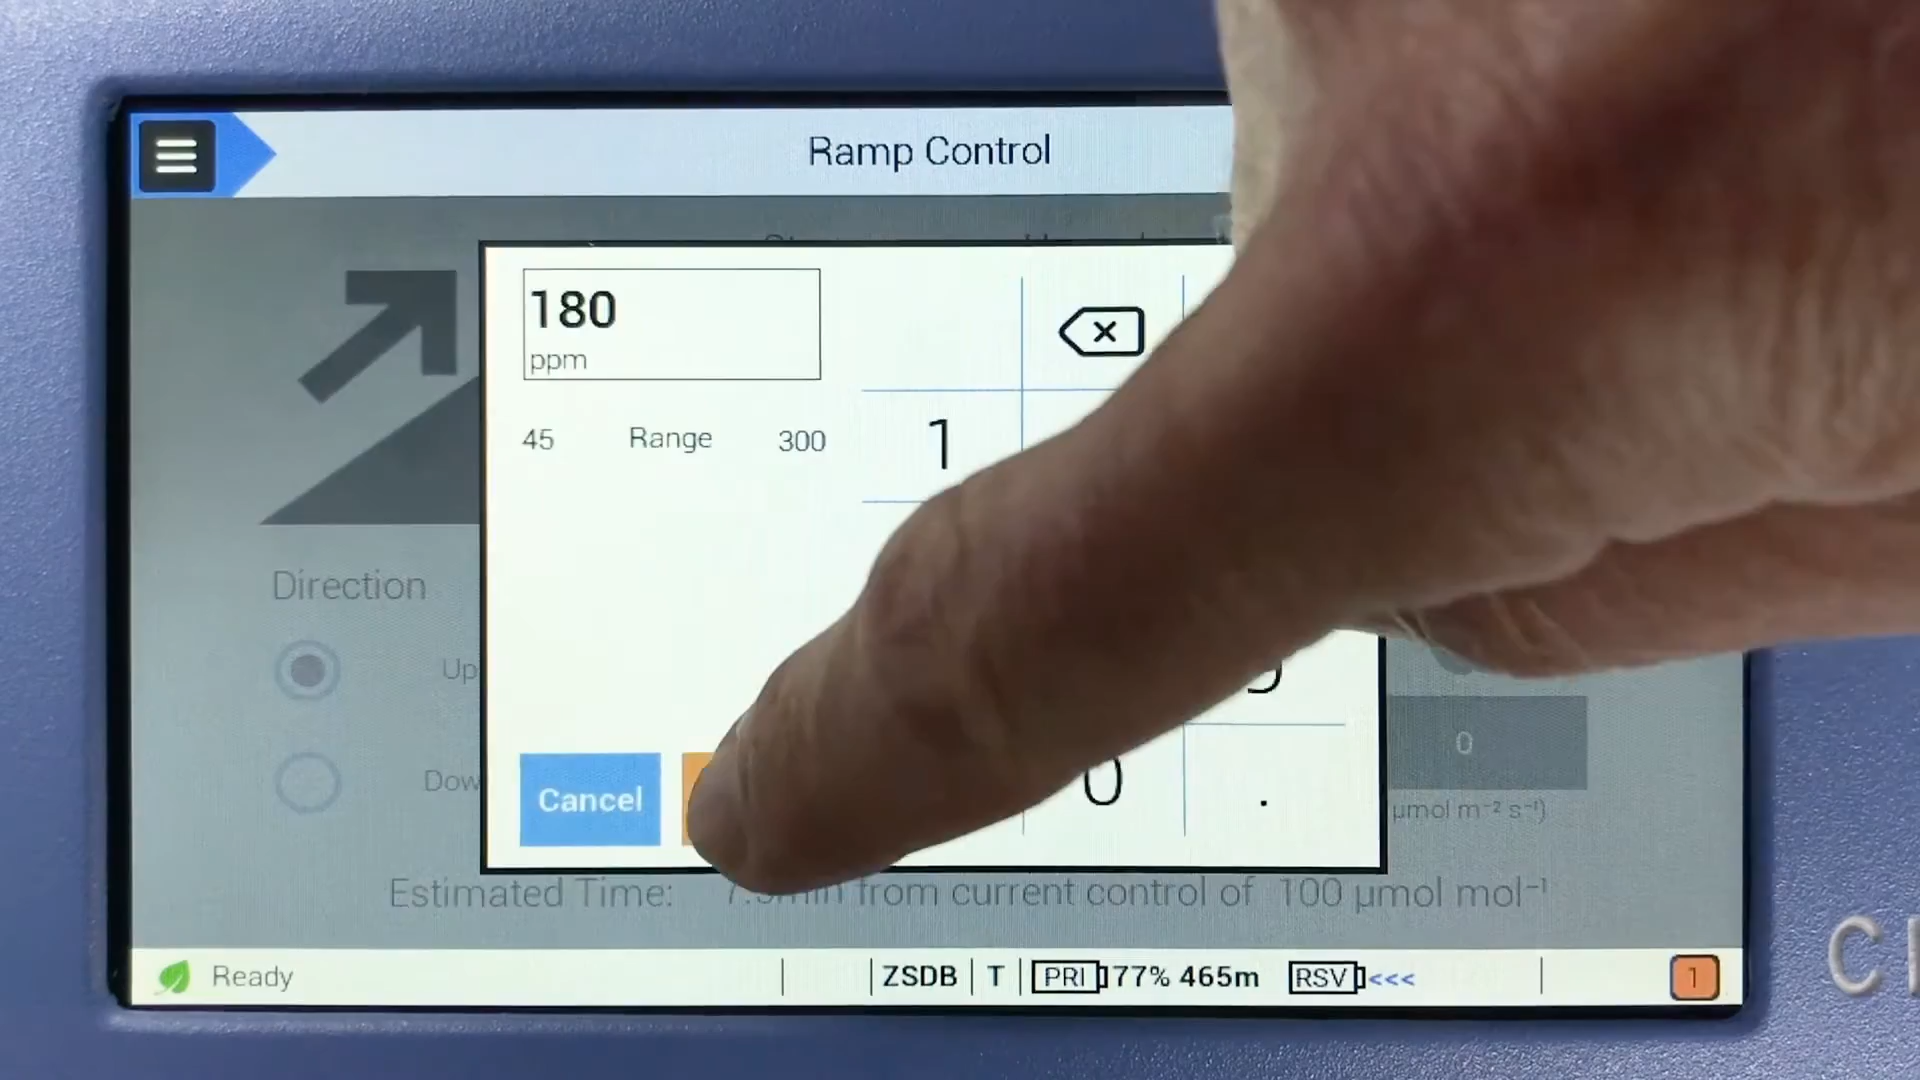 Ramp Control
180
ppm
45 Range 300
1
Direction
Up
0
Cancel
0 .
µmol m⁻² s⁻¹)
Estimated Time: from current control of 100 µmol mol⁻¹
Ready ZSDB T PRI 77% 465m RSV <<< 1